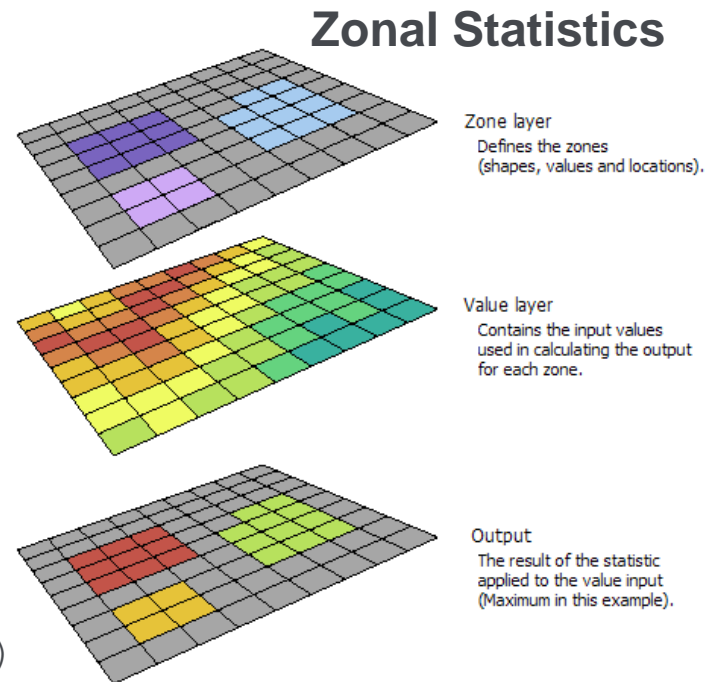 Zonal Statistics
Zone layer
Defines the zones
(shapes, values and locations).
Value layer
Contains the input values
used in calculating the output
for each zone.
Output
The result of the statistic
applied to the value input
(Maximum in this example).
)